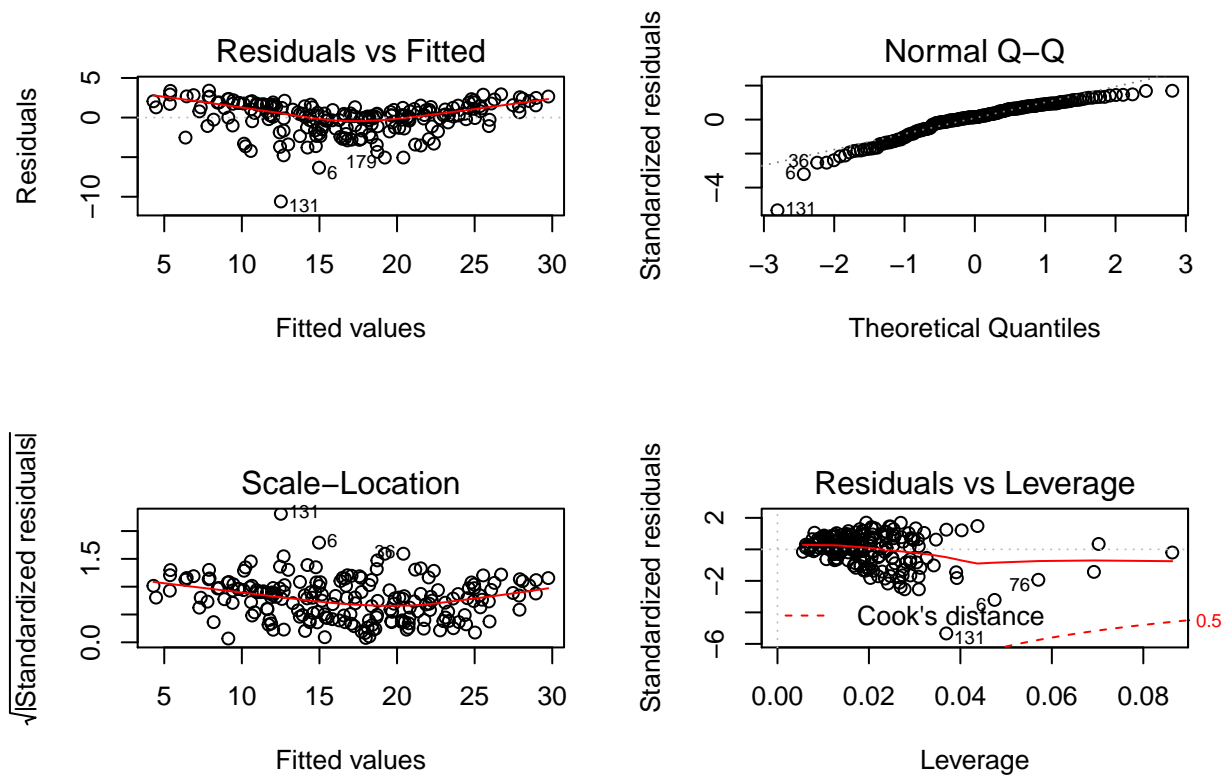 Residuals vs Fitted
Residuals
5
0
−10
179
6
131
5 10 15 20 25 30
Fitted values
Normal Q−Q
Standardized residuals
0
−4
36
6
131
−3 −2 −1 0 1 2 3
Theoretical Quantiles
Scale−Location
√|Standardized residuals|
1.5
0.0
131
6
36
5 10 15 20 25 30
Fitted values
Residuals vs Leverage
Standardized residuals
2
−2
−6
76
6
Cook's distance
131
0.5
0.00 0.02 0.04 0.06 0.08
Leverage